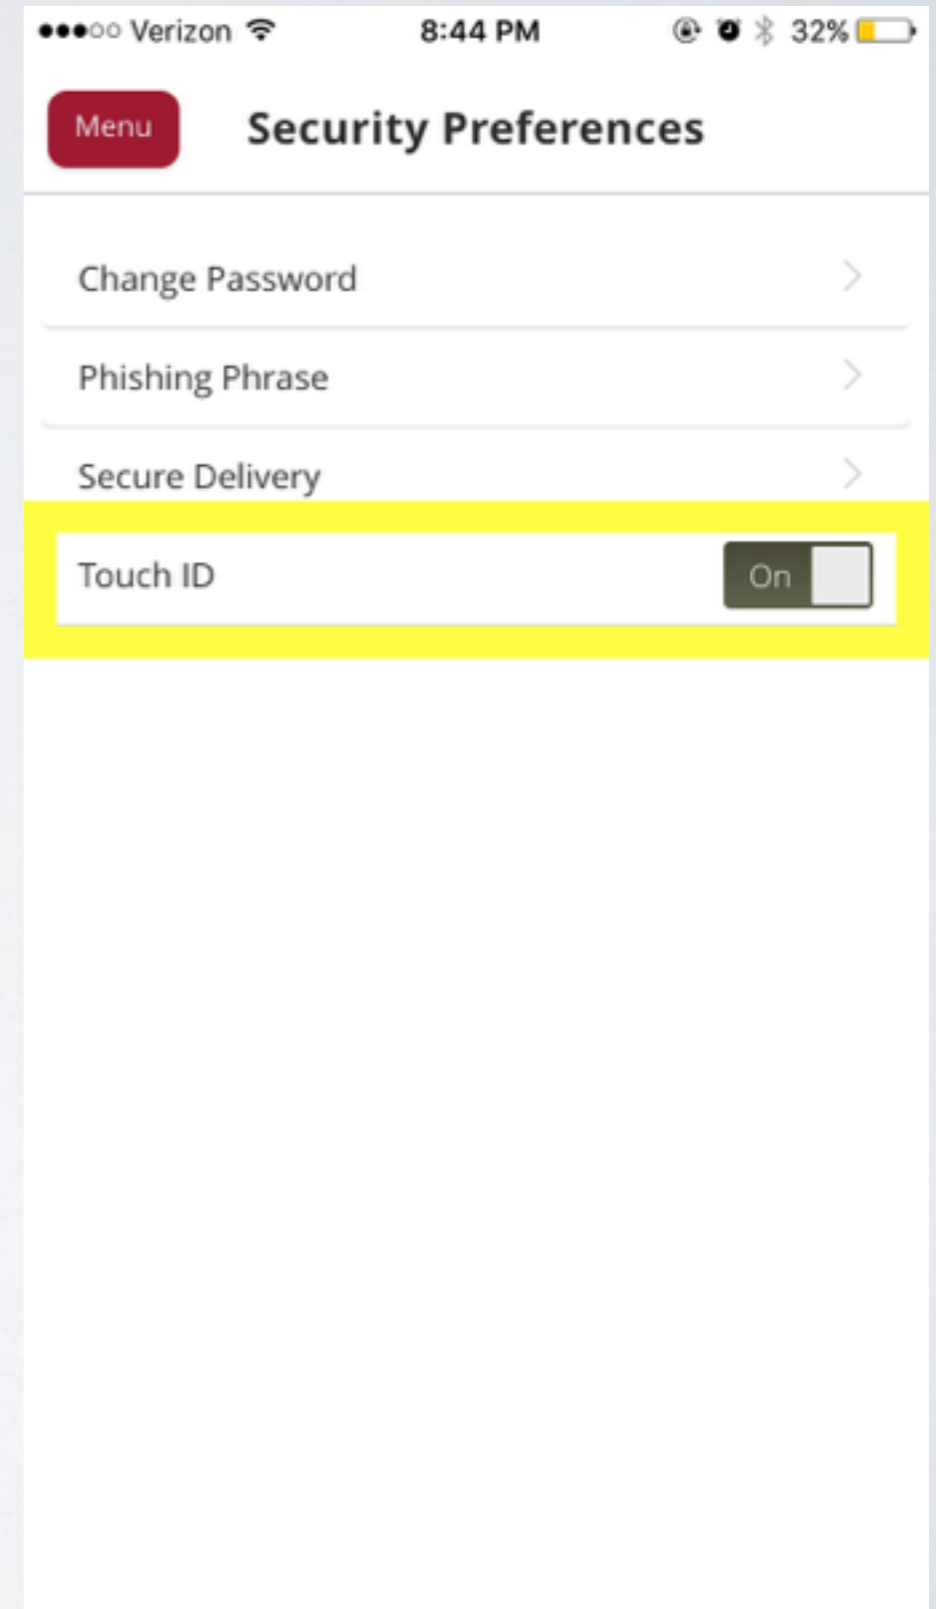 Verizon 8:44 PM 32%
Menu Security Preferences
Change Password
Phishing Phrase
Secure Delivery
Touch ID On